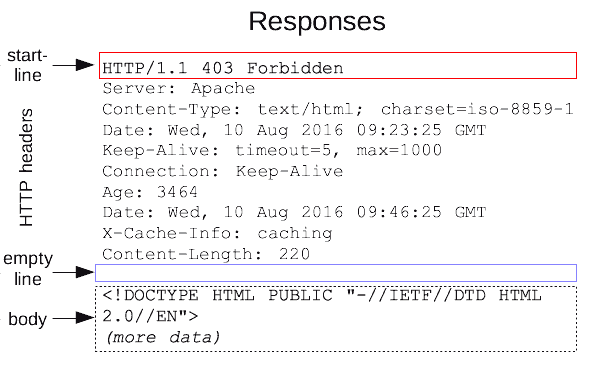 Responses
start-
line
HTTP/1.1 403 Forbidden
HTTP headers
Server: Apache
Content-Type: text/html; charset=iso-8859-1
Date: Wed, 10 Aug 2016 09:23:25 GMT
Keep-Alive: timeout=5, max=1000
Connection: Keep-Alive
Age: 3464
Date: Wed, 10 Aug 2016 09:46:25 GMT
X-Cache-Info: caching
Content-Length: 220
empty
line
body
<!DOCTYPE HTML PUBLIC "-//IETF//DTD HTML
2.0//EN">
(more data)